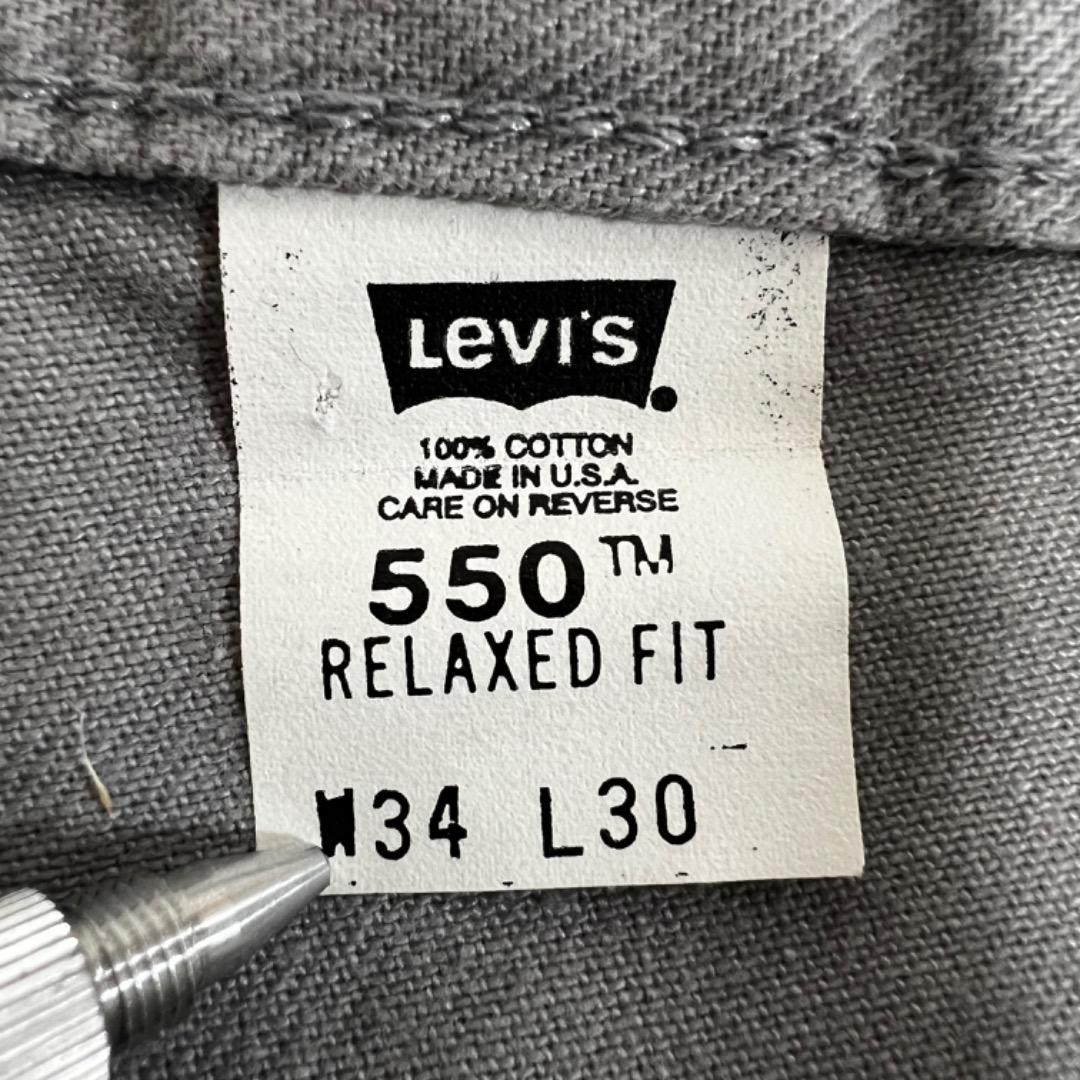 Levi's
100% COTTON
MADE IN U.S.A.
CARE ON REVERSE
550™
RELAXED FIT
W34 L30